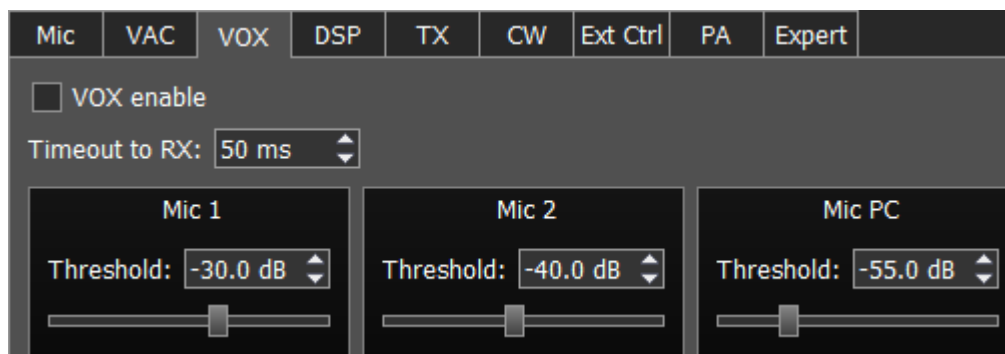 Mic VAC VOX DSP TX CW Ext Ctrl PA Expert
VOX enable
Timeout to RX: 50 ms
Mic 1 Mic 2 Mic PC
Threshold: -30.0 dB Threshold: -40.0 dB Threshold: -55.0 dB